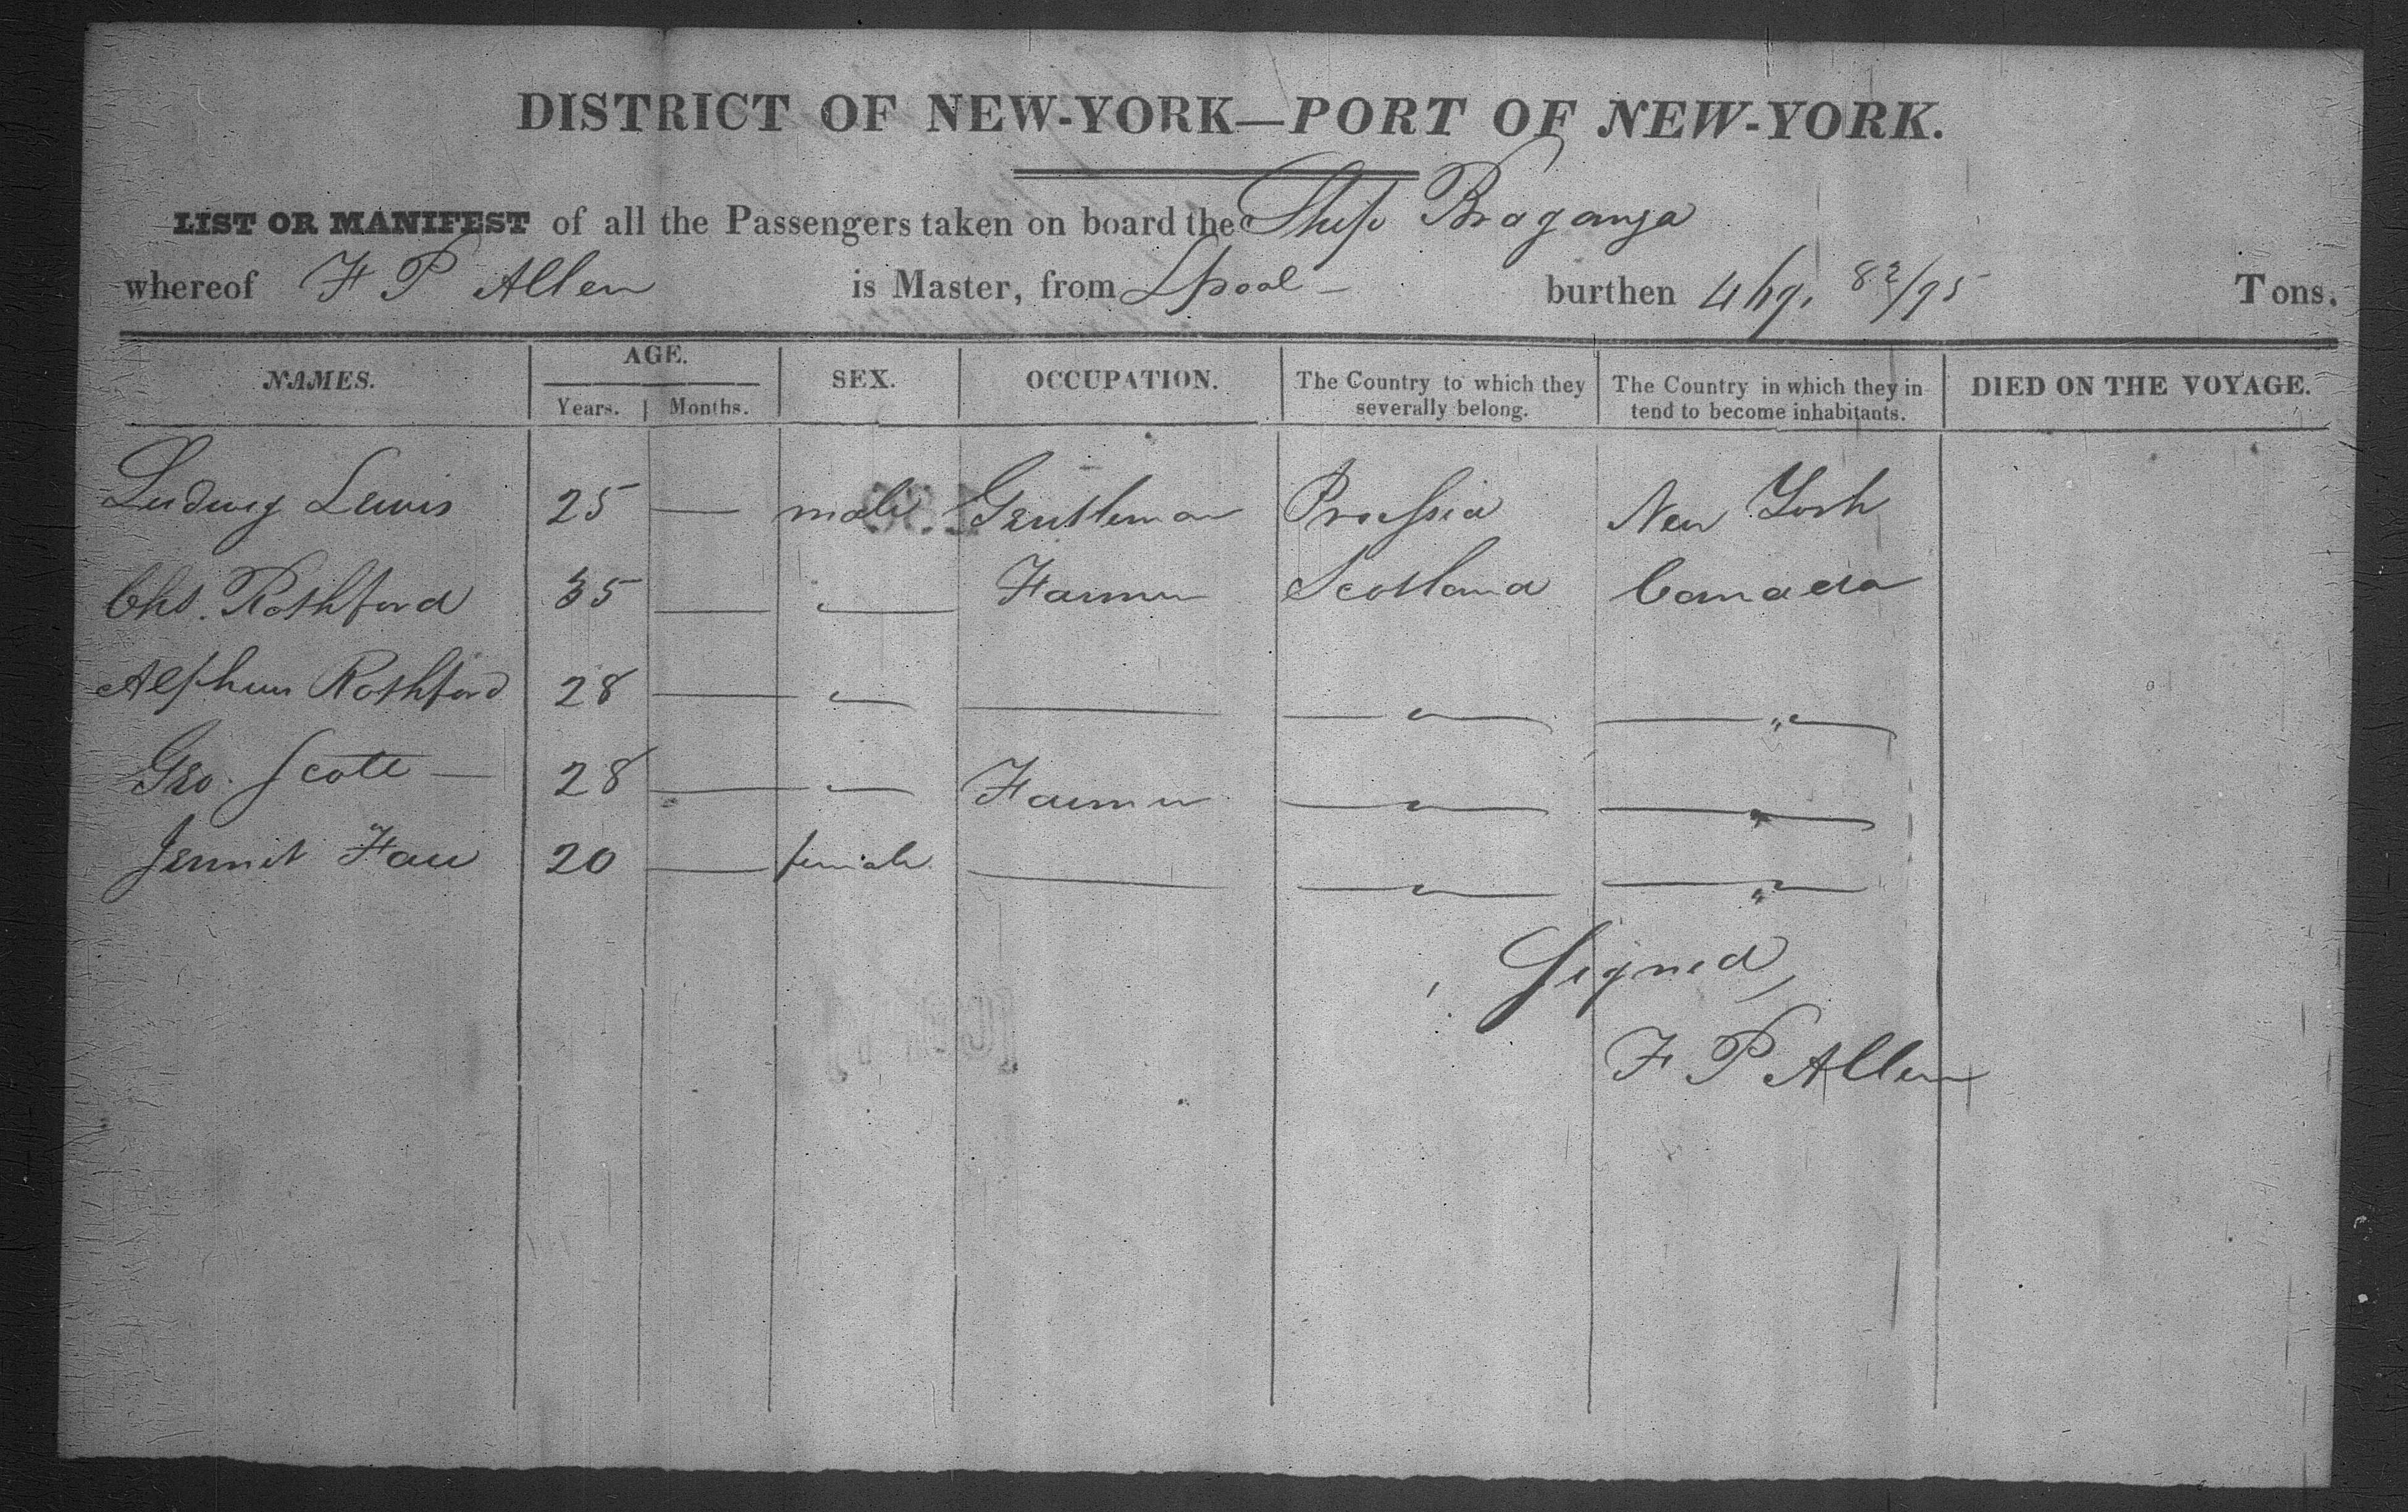 DISTRICT OF NEW-YORK—PORT OF NEW-YORK.
LIST OR MANIFEST of all the Passengers taken on board the Ship Braganza
whereof F P Allen is Master, from Lpool — burthen 469. 82/95 Tons.
NAMES. AGE. SEX. OCCUPATION. The Country to which they severally belong. The Country in which they intend to become inhabitants. DIED ON THE VOYAGE.
Years. Months.
Ludwig Lewis 25 — male Gentleman Prussia New York
Chs. Rothford 35 — — Farmer Scotland Canada
Alpheus Rothford 28 — — — — " —
Geo. Scott — 28 — — Farmer — — " —
Jennet 20 — female — — — " —
Signed,
F P Allen